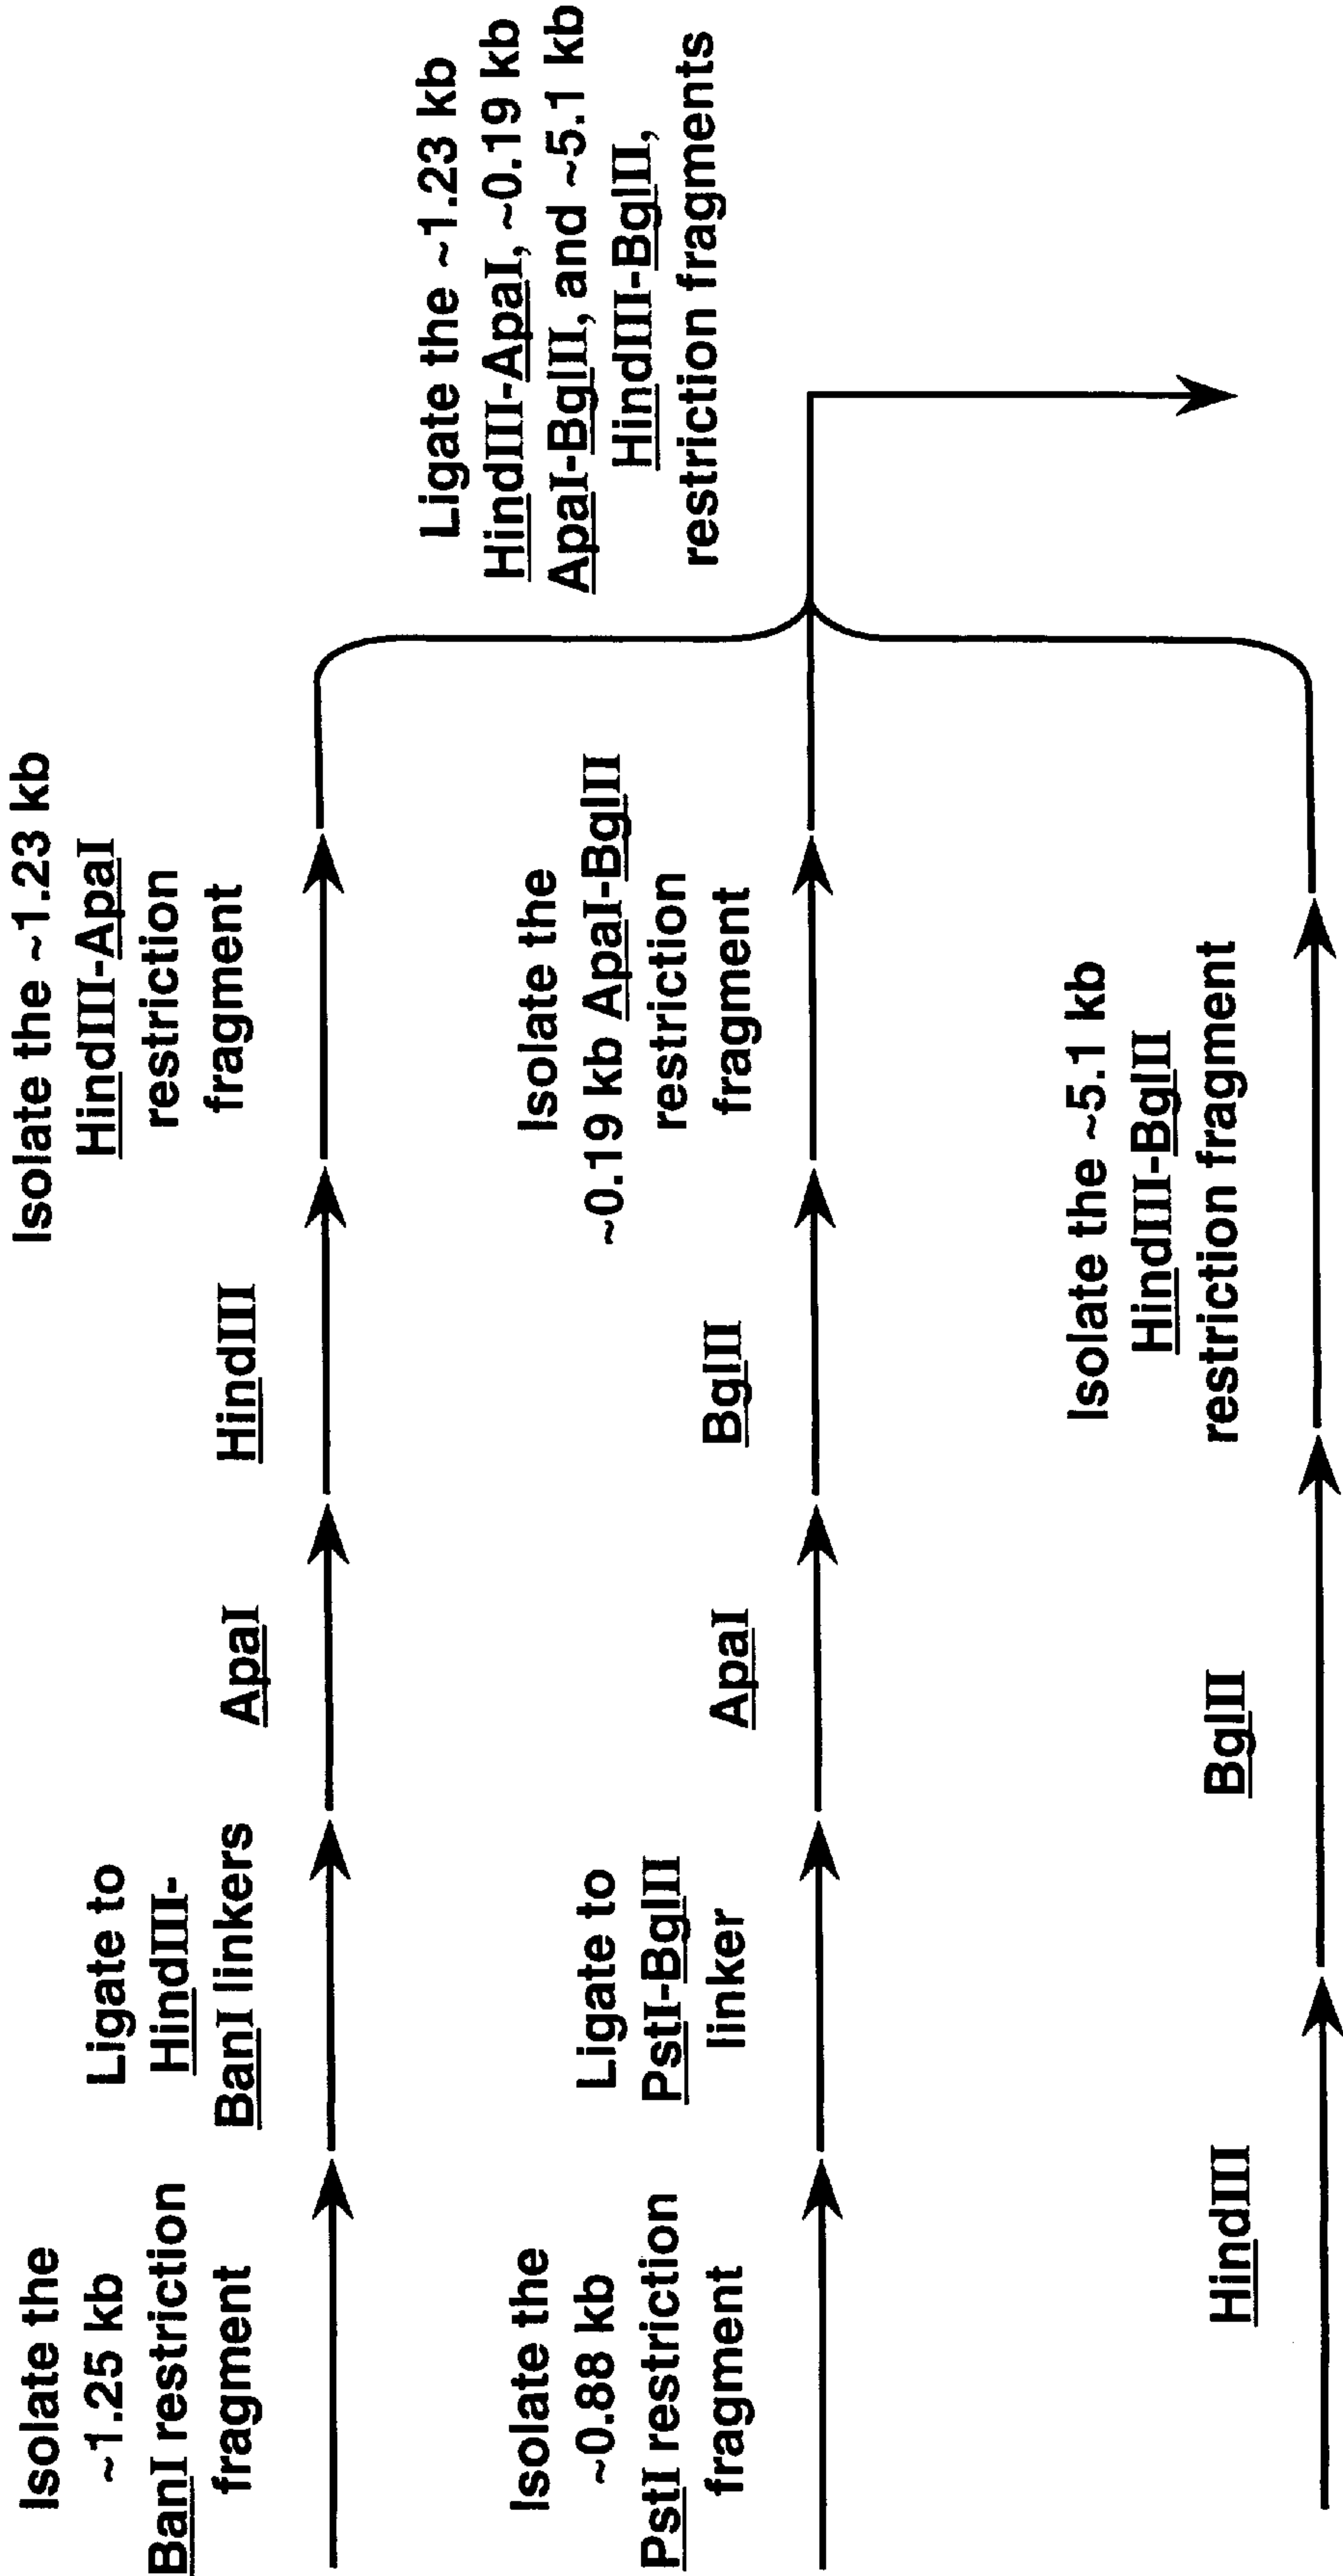 Isolate the
~1.25 kb
BanI restriction
fragment
Ligate to
HindIII-
BanI linkers
ApaI
HindIII
Isolate the ~1.23 kb
HindIII-ApaI
restriction
fragment
Isolate the
~0.88 kb
PstI restriction
fragment
Ligate to
PstI-BglII
linker
ApaI
BglII
Isolate the
~0.19 kb ApaI-BglII
restriction
fragment
Ligate the ~1.23 kb
HindIII-ApaI, ~0.19 kb
ApaI-BglII, and ~5.1 kb
HindIII-BglII,
restriction fragments
HindIII
BglII
Isolate the ~5.1 kb
HindIII-BglII
restriction fragment